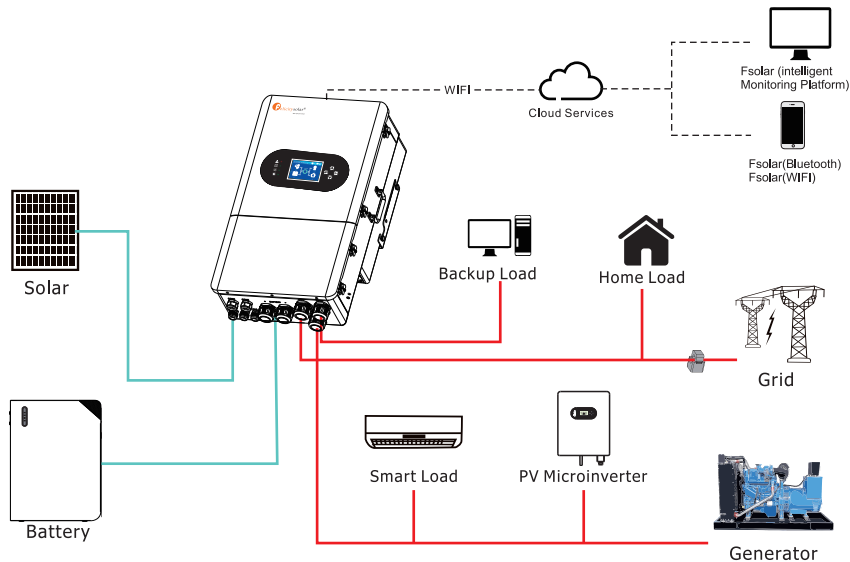 WIFI
Cloud Services
Fsolar (intelligent
Monitoring Platform)
Fsolar(Bluetooth)
Fsolar(WIFI)
Solar
Backup Load
Home Load
Grid
Battery
Smart Load
PV Microinverter
Generator